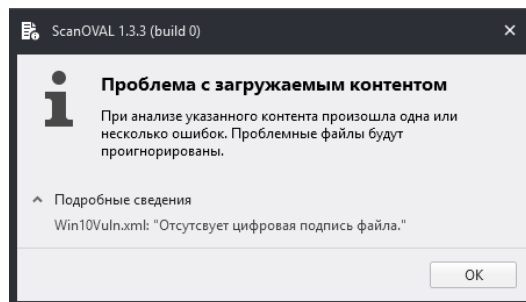 ScanOVAL 1.3.3 (build 0)
Проблема с загружаемым контентом
При анализе указанного контента произошла одна или
несколько ошибок. Проблемные файлы будут
проигнорированы.
Подробные сведения
Win10Vuln.xml: "Отсутсвует цифровая подпись файла."
OK